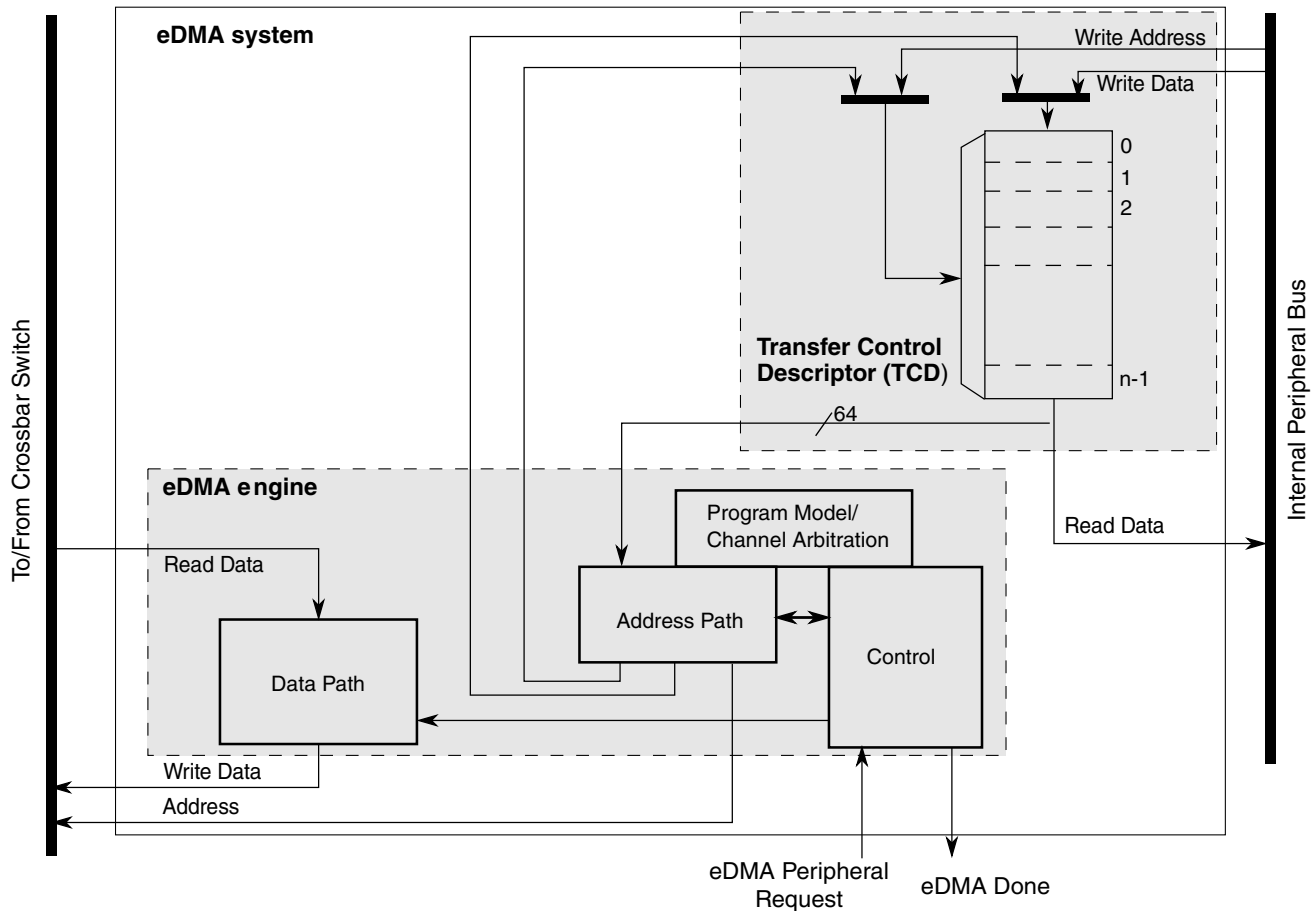 eDMA system
Write Address
Write Data
0
1
2
n-1
Transfer Control
Descriptor (TCD)
64
To/From Crossbar Switch
Internal Peripheral Bus
eDMA engine
Program Model/
Channel Arbitration
Read Data
Read Data
Address Path
Control
Data Path
Write Data
Address
eDMA Peripheral
Request
eDMA Done